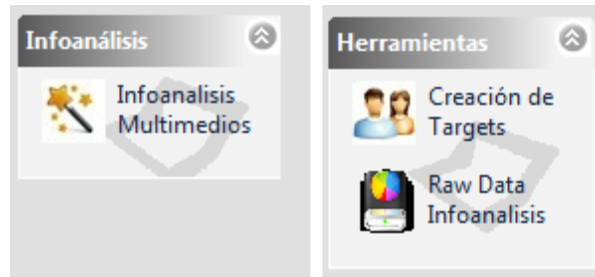 Infoanálisis
Infoanalisis
Multimedios
Herramientas
Creación de
Targets
Raw Data
Infoanalisis